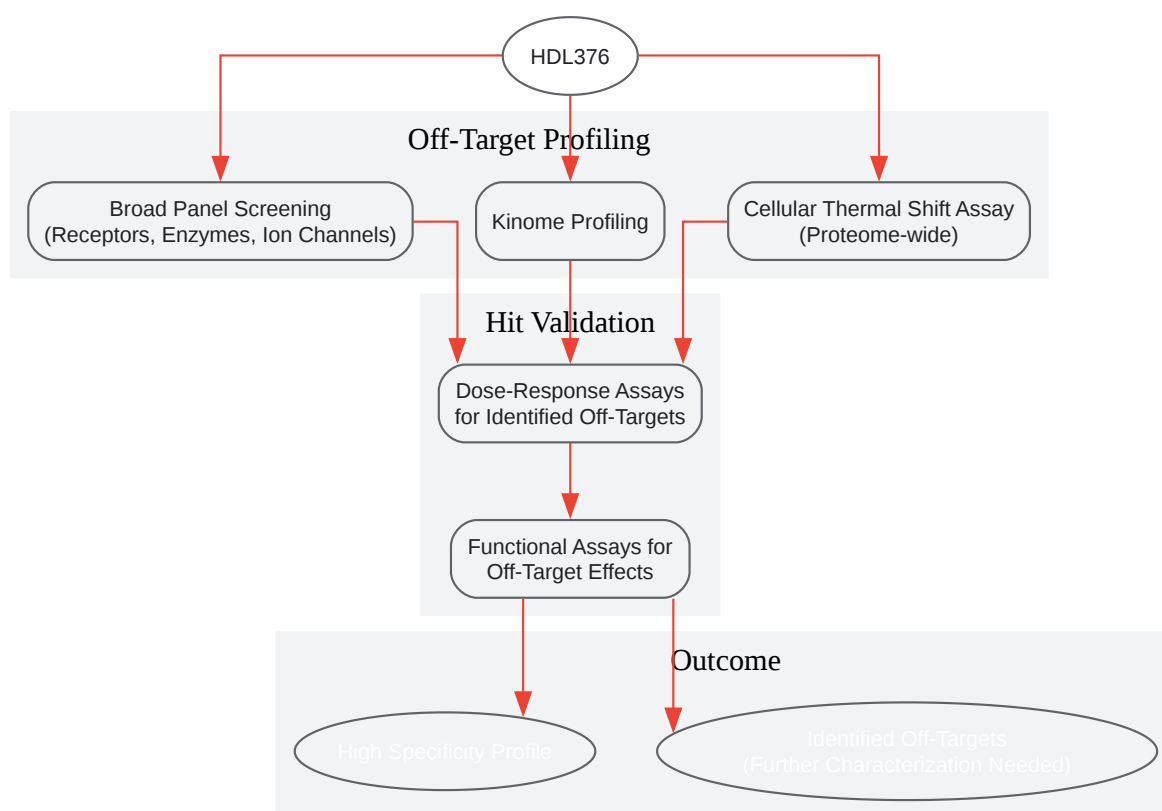 HDL376
Off-Target Profiling
Broad Panel Screening
(Receptors, Enzymes, Ion Channels)
Kinome Profiling
Cellular Thermal Shift Assay
(Proteome-wide)
Hit Validation
Dose-Response Assays
for Identified Off-Targets
Functional Assays for
Off-Target Effects
Outcome
High Specificity Profile
Identified Off-Targets
(Further Characterization Needed)